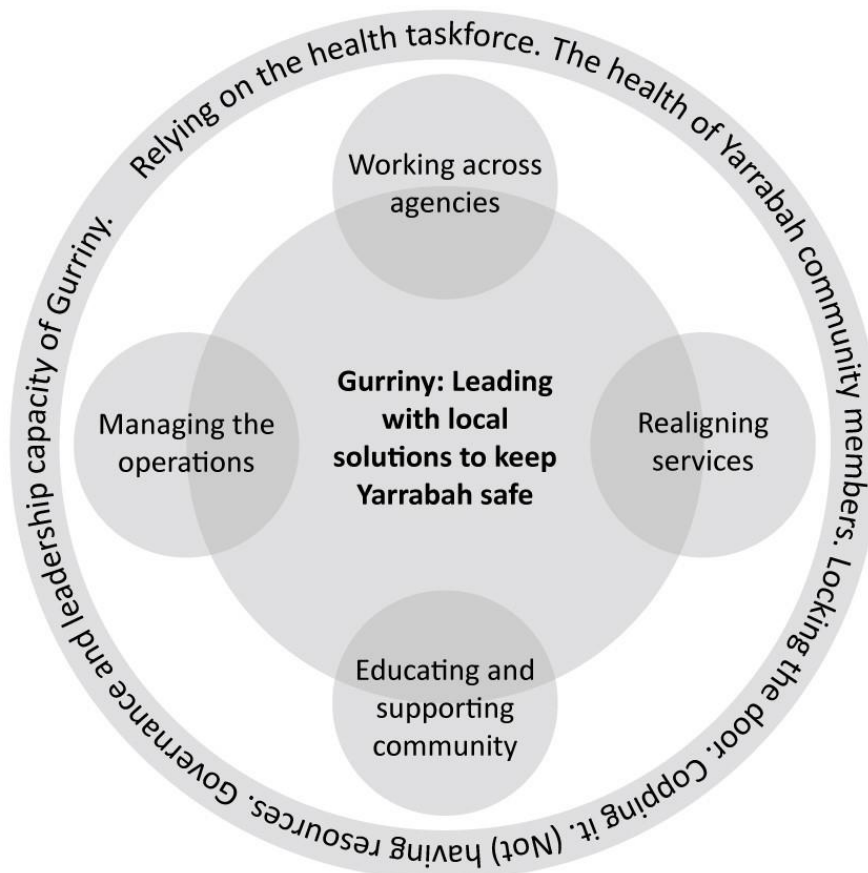 Relying on the health taskforce. The health of Yarrabah community members. Locking the door. Copping it. (Not) having resources. Governance and leadership capacity of Gurriny.
Working across
agencies
Managing the
operations
Gurriny: Leading
with local
solutions to keep
Yarrabah safe
Realigning
services
Educating and
supporting
community